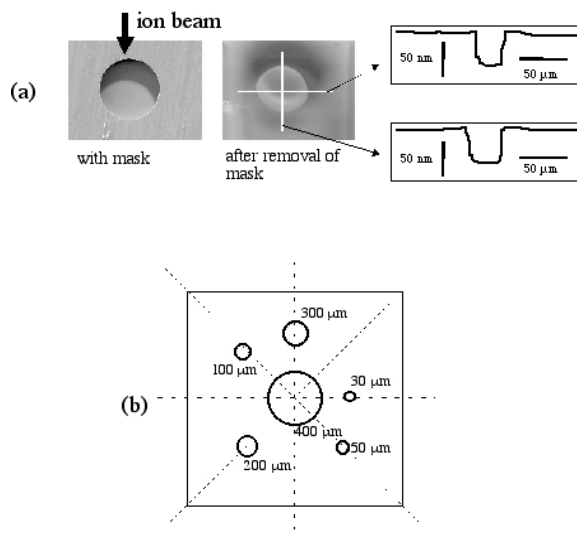 ion beam
(a)
50 nm
50 µm
with mask
after removal of
mask
50 nm
50 µm
300 µm
100 µm
30 µm
(b)
400 µm
50 µm
200 µm